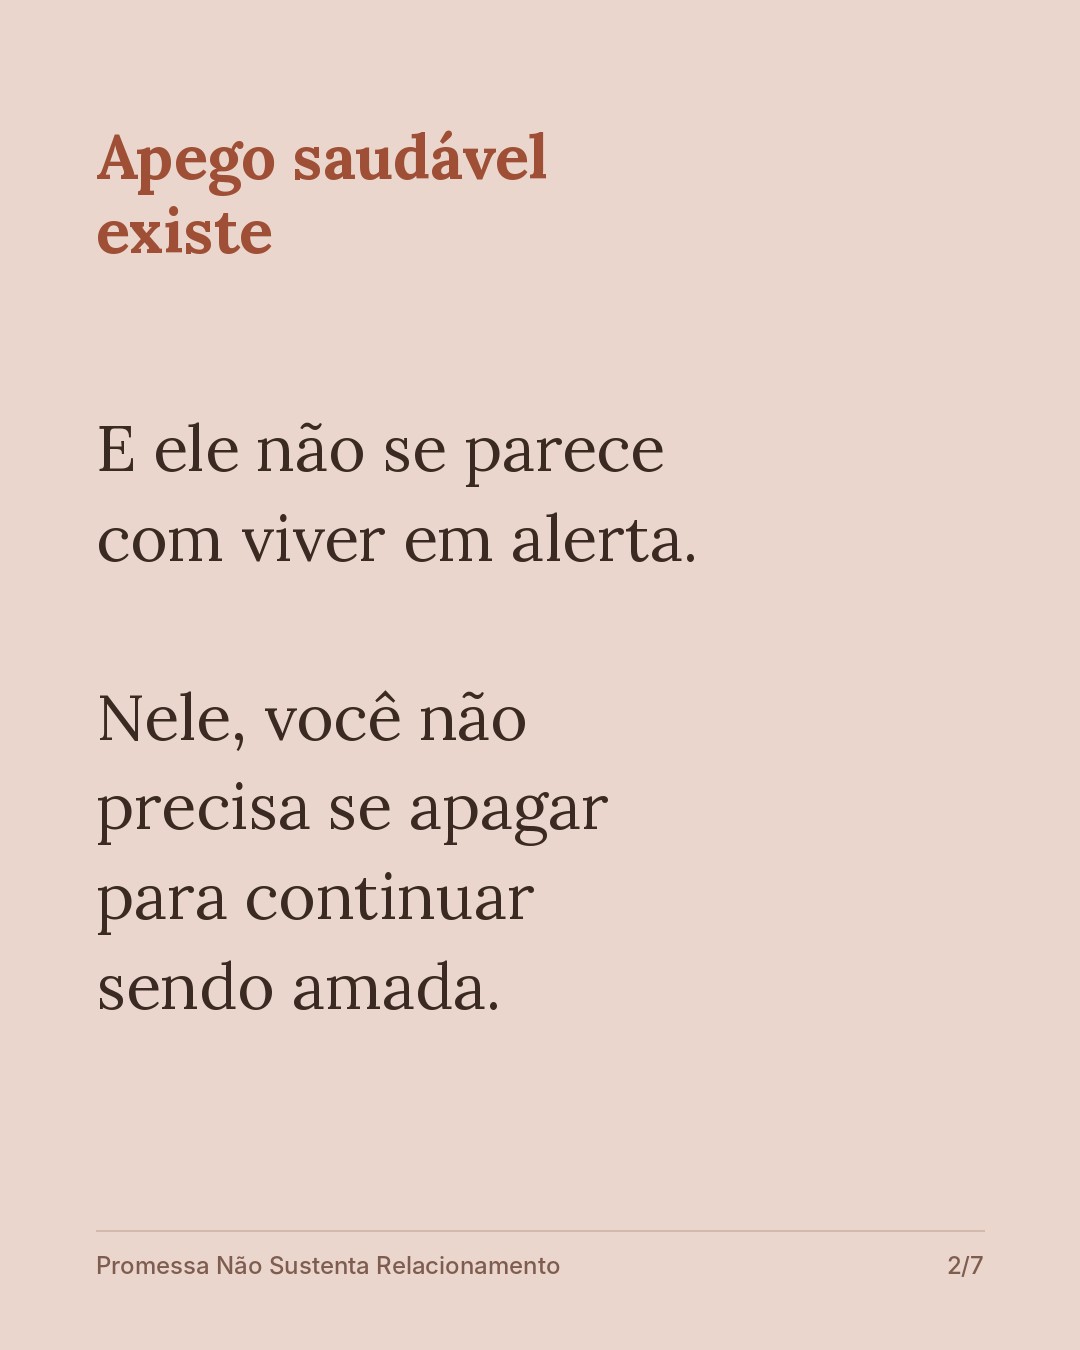 Apego saudável
existe
E ele não se parece
com viver em alerta.
Nele, você não
precisa se apagar
para continuar
sendo amada.
Promessa Não Sustenta Relacionamento
2/7